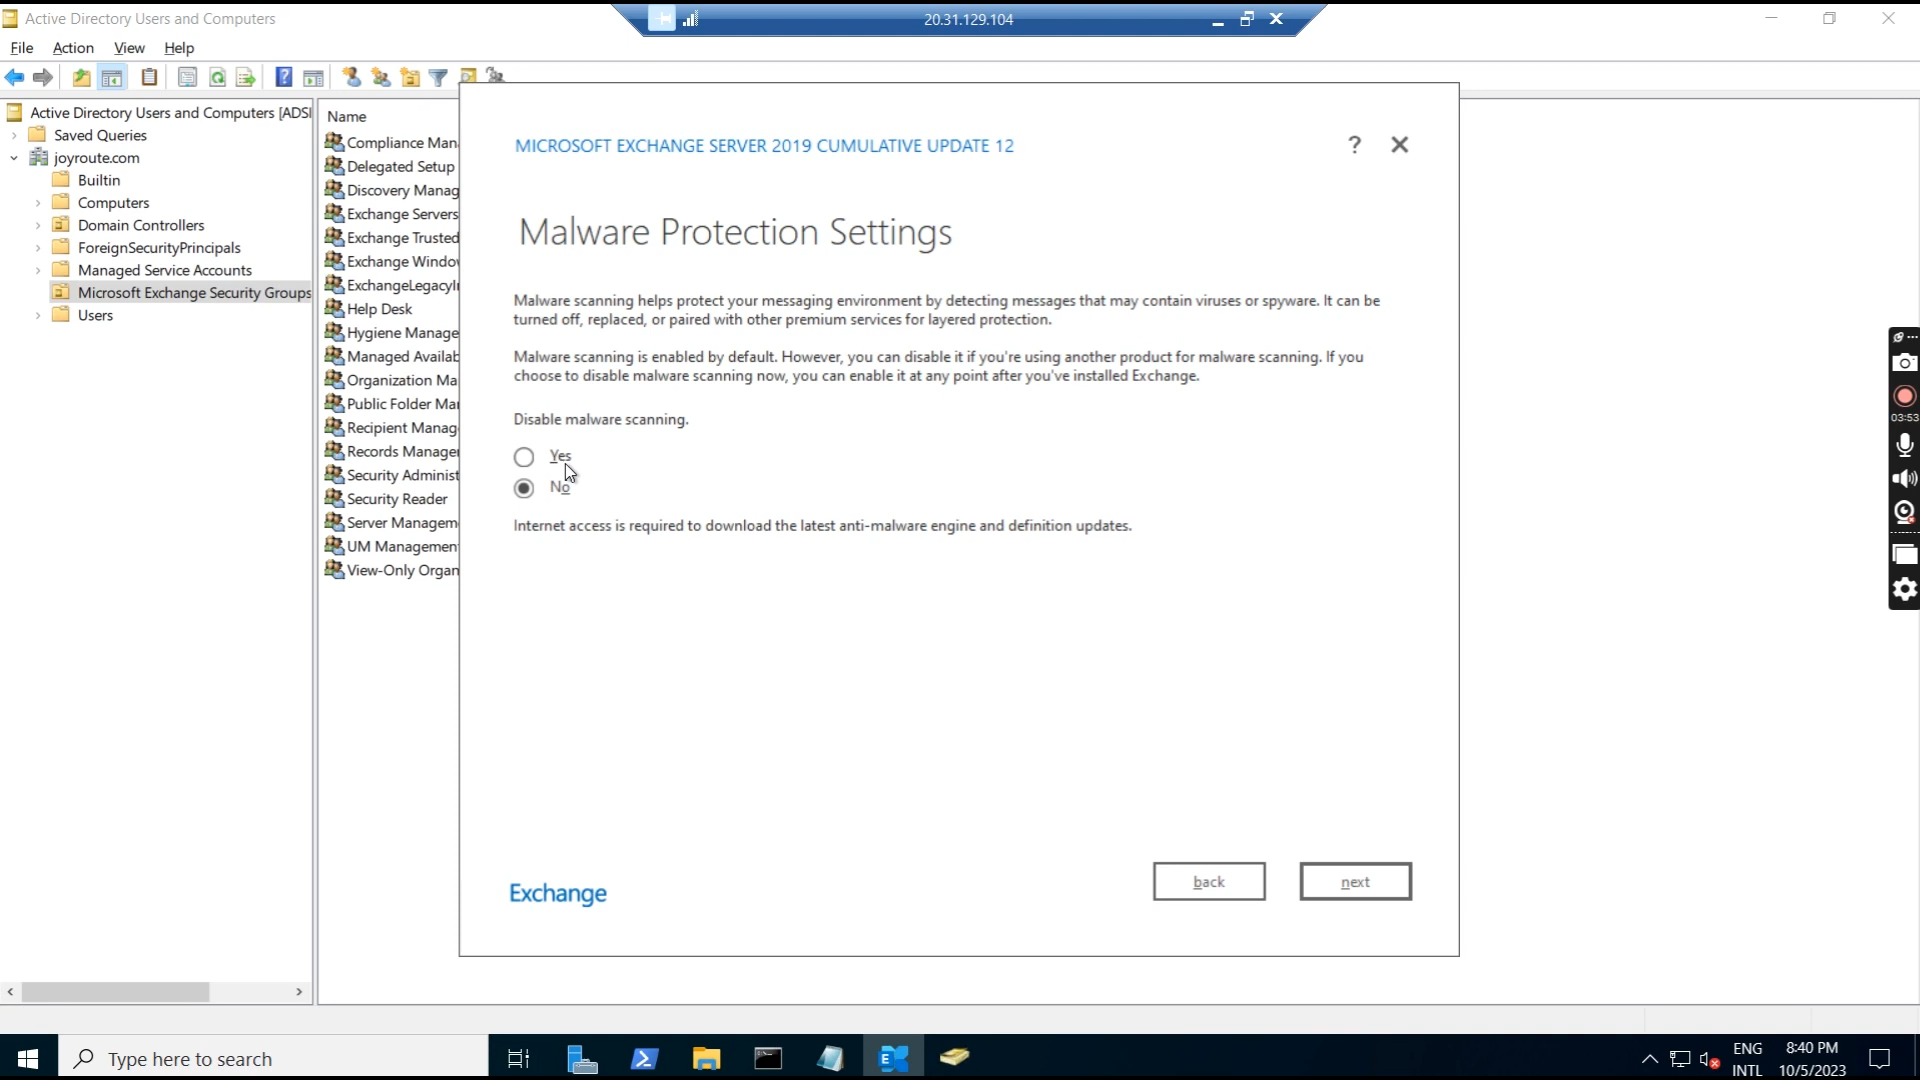 Active Directory Users and Computers
20.31.129.104
File Action View Help
Active Directory Users and Computers [ADSI
Saved Queries
joyroute.com
Builtin
Computers
Domain Controllers
ForeignSecurityPrincipals
Managed Service Accounts
Microsoft Exchange Security Groups
Users
Name
Compliance Man
Delegated Setup
Discovery Manag
Exchange Servers
Exchange Trusted
Exchange Windo
ExchangeLegacyI
Help Desk
Hygiene Manage
Managed Availab
Organization Ma
Public Folder Ma
Recipient Manag
Records Manage
Security Administ
Security Reader
Server Managem
UM Management
View-Only Organ
MICROSOFT EXCHANGE SERVER 2019 CUMULATIVE UPDATE 12
Malware Protection Settings
Malware scanning helps protect your messaging environment by detecting messages that may contain viruses or spyware. It can be
turned off, replaced, or paired with other premium services for layered protection.
Malware scanning is enabled by default. However, you can disable it if you're using another product for malware scanning. If you
choose to disable malware scanning now, you can enable it at any point after you've installed Exchange.
Disable malware scanning.
Yes
No
Internet access is required to download the latest anti-malware engine and definition updates.
Exchange
back
next
03:53
Type here to search
ENG
INTL
8:40 PM
10/5/2023